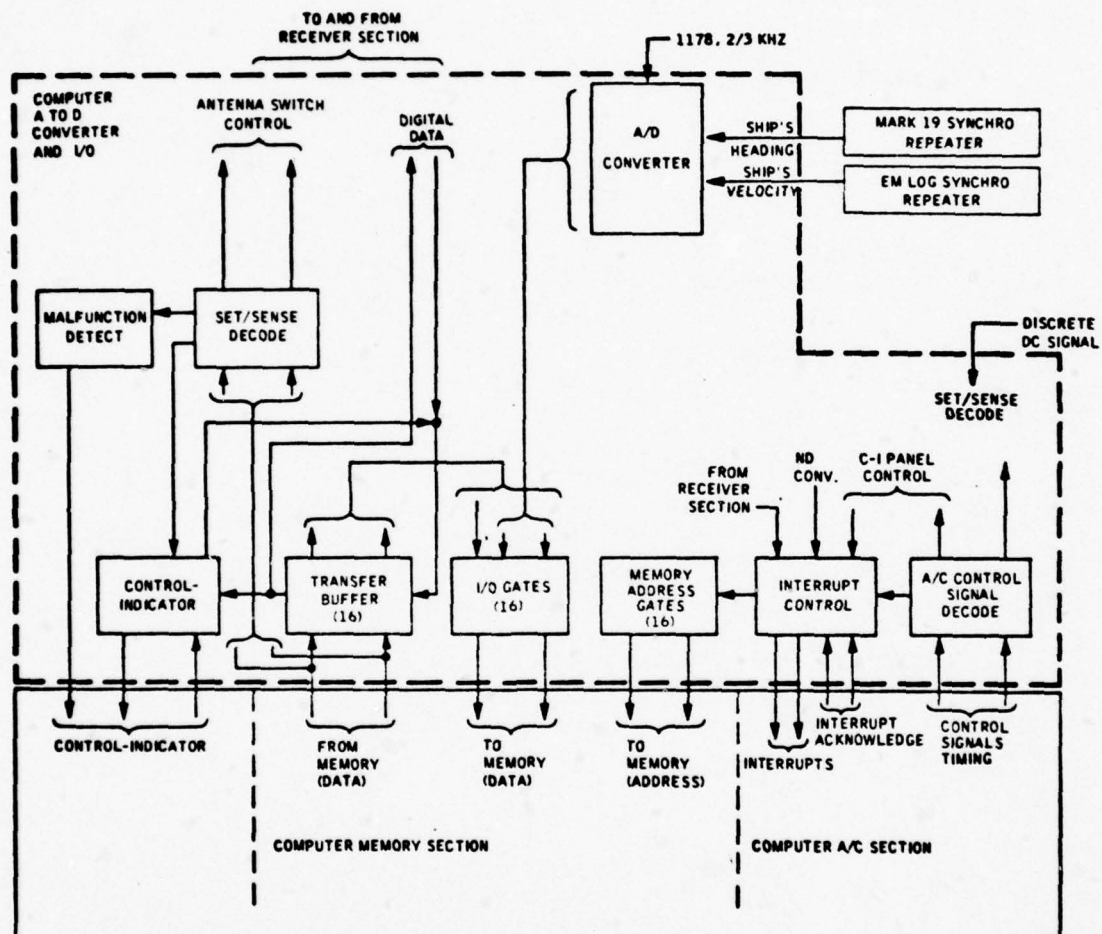 TO AND FROM
RECEIVER SECTION
1178, 2/3 KHZ
COMPUTER
A TO D
CONVERTER
AND I/O
ANTENNA SWITCH
CONTROL
DIGITAL
DATA
A/D
CONVERTER
SHIP'S
HEADING
SHIP'S
VELOCITY
MARK 19 SYNCHRO
REPEATER
EM LOG SYNCHRO
REPEATER
MALFUNCTION
DETECT
SET/SENSE
DECODE
DISCRETE
DC SIGNAL
SET/SENSE
DECODE
FROM
RECEIVER
SECTION
ND
CONV.
C-I PANEL
CONTROL
CONTROL-
INDICATOR
TRANSFER
BUFFER
(16)
I/O GATES
(16)
MEMORY
ADDRESS
GATES
(16)
INTERRUPT
CONTROL
A/C CONTROL
SIGNAL
DECODE
CONTROL-INDICATOR
FROM
MEMORY
(DATA)
TO
MEMORY
(DATA)
TO
MEMORY
(ADDRESS)
INTERRUPTS
INTERRUPT
ACKNOWLEDGE
CONTROL
SIGNALS
TIMING
COMPUTER MEMORY SECTION
COMPUTER A/C SECTION